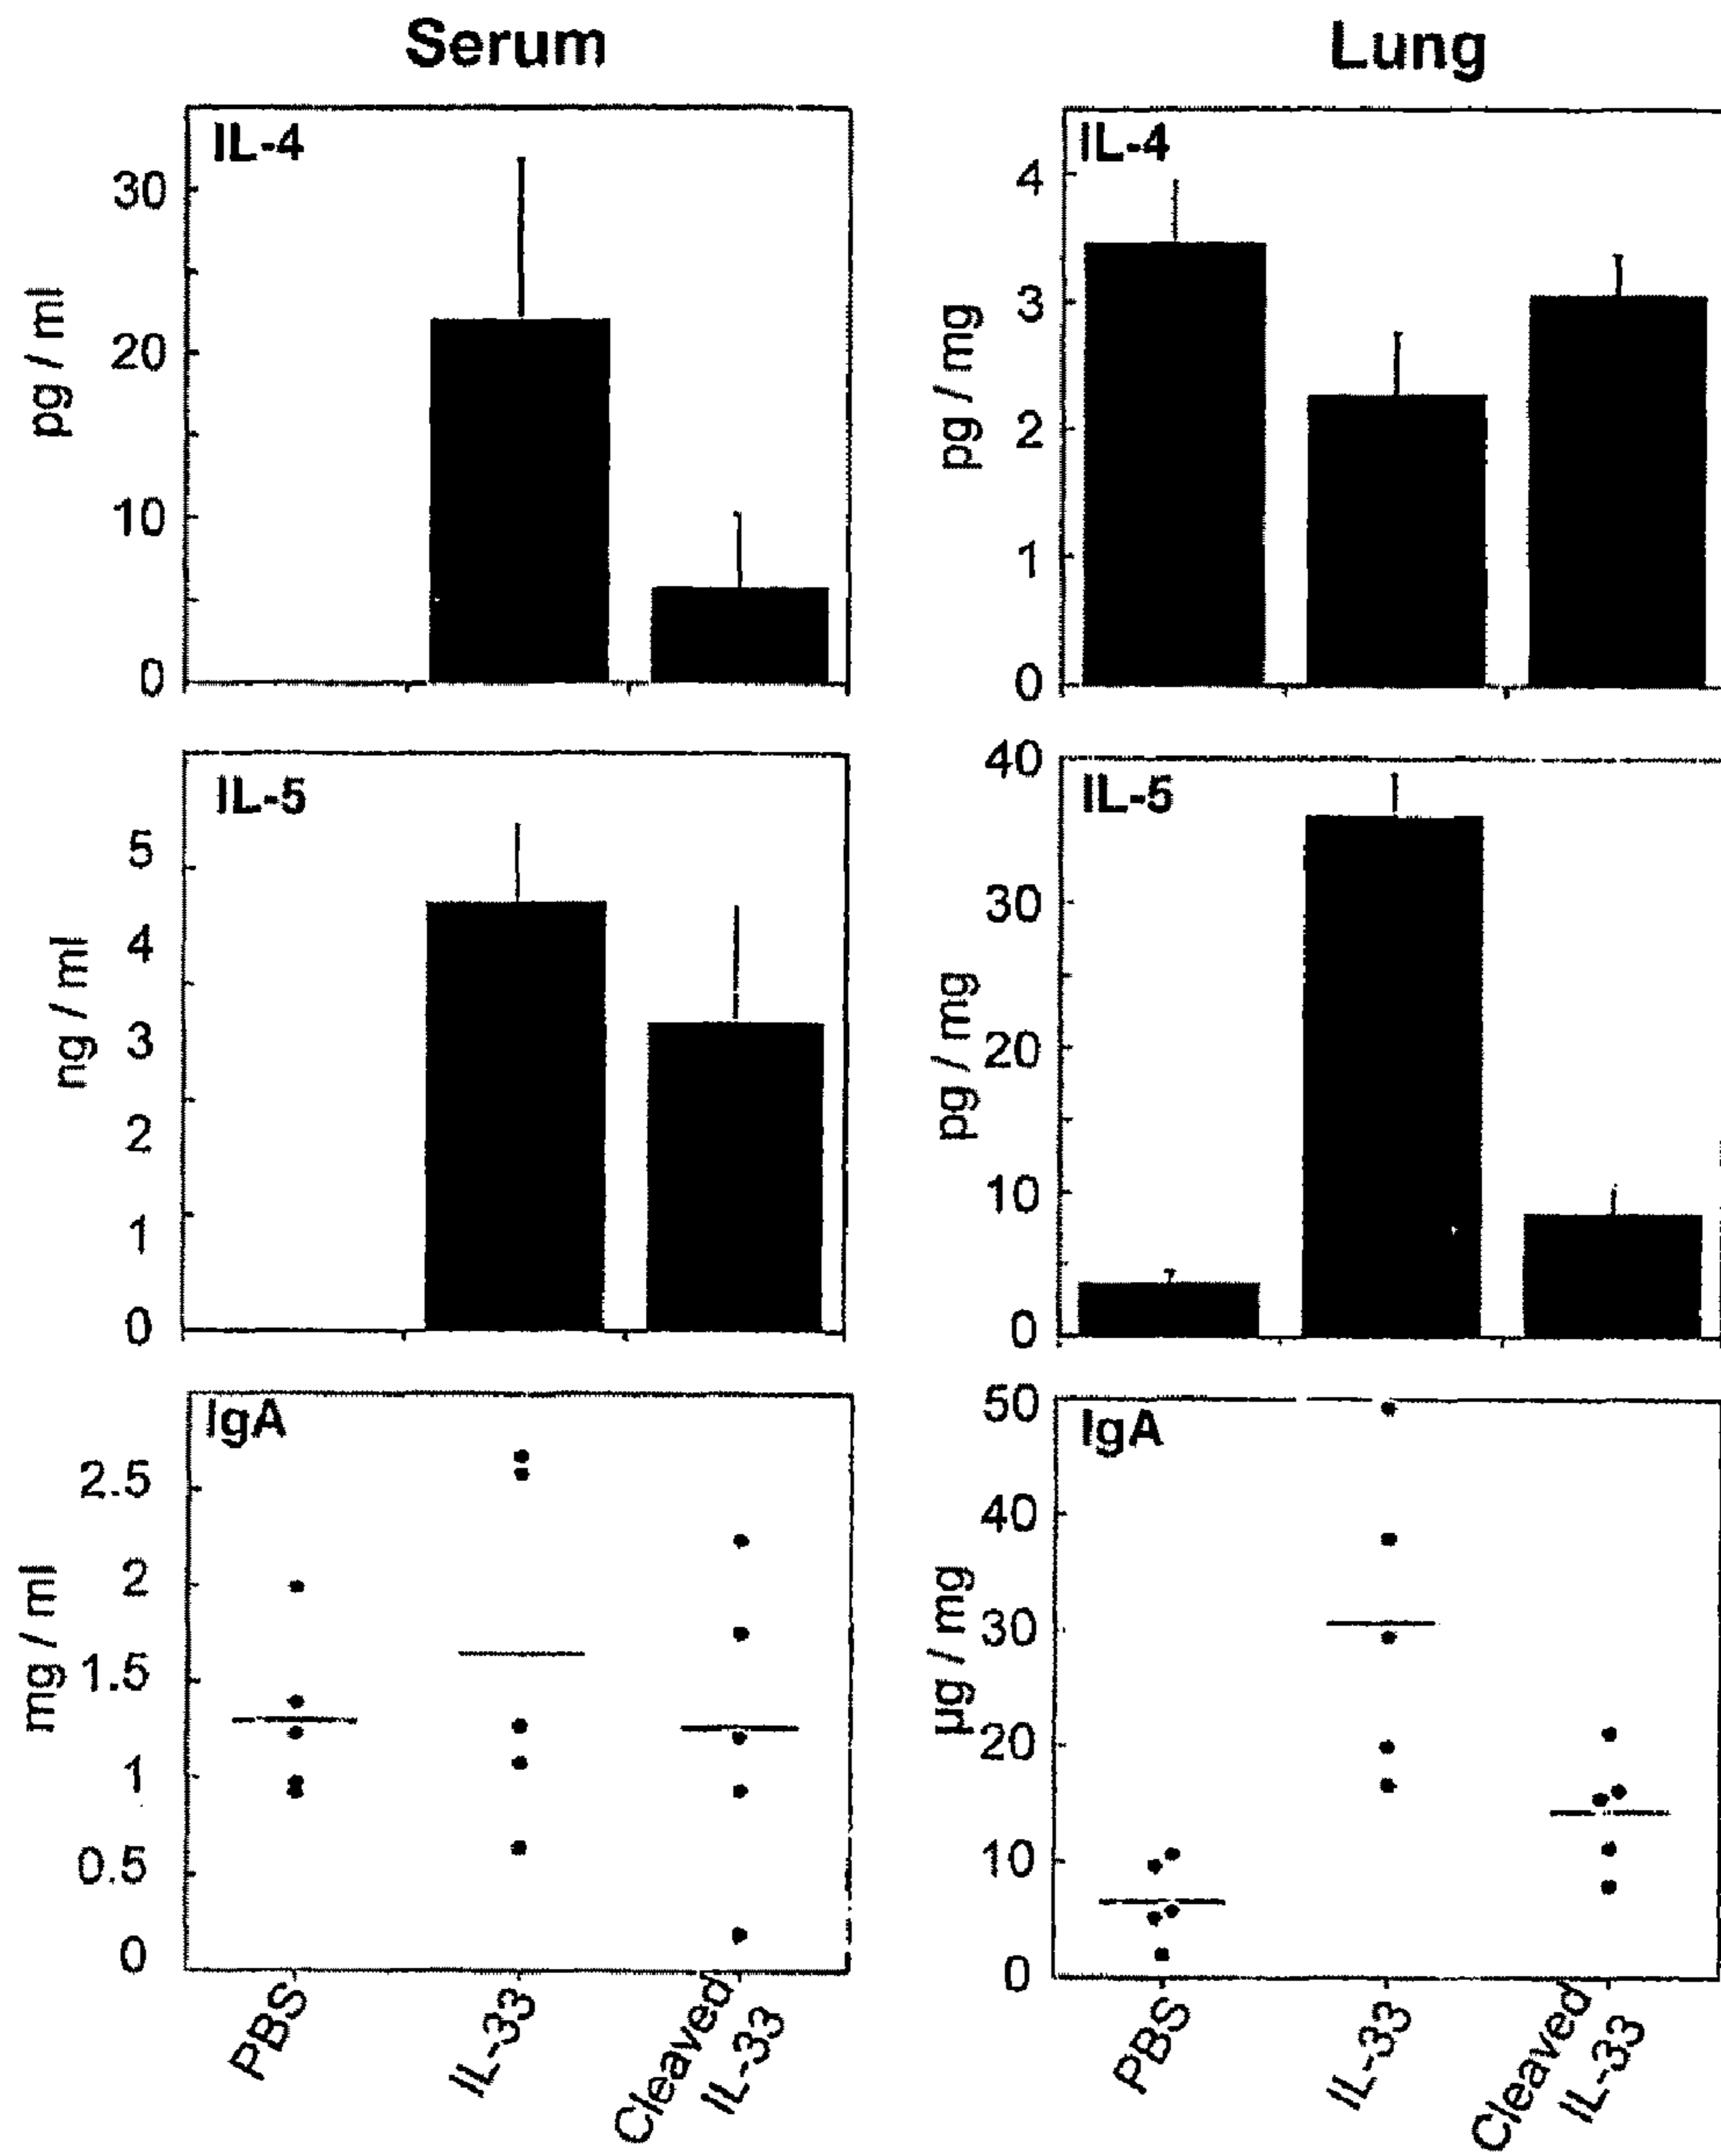 Serum
Lung
IL-4
30
20
10
0
pg / ml
IL-4
4
3
2
1
0
pg / mg
IL-5
5
4
3
2
1
0
ng / ml
IL-5
40
30
20
10
0
pg / mg
IgA
2.5
2
1.5
1
0.5
0
mg / ml
IgA
50
40
30
20
10
0
µg / mg
PBS
IL-33
Cleaved
IL-33
PBS
IL-33
Cleaved
IL-33